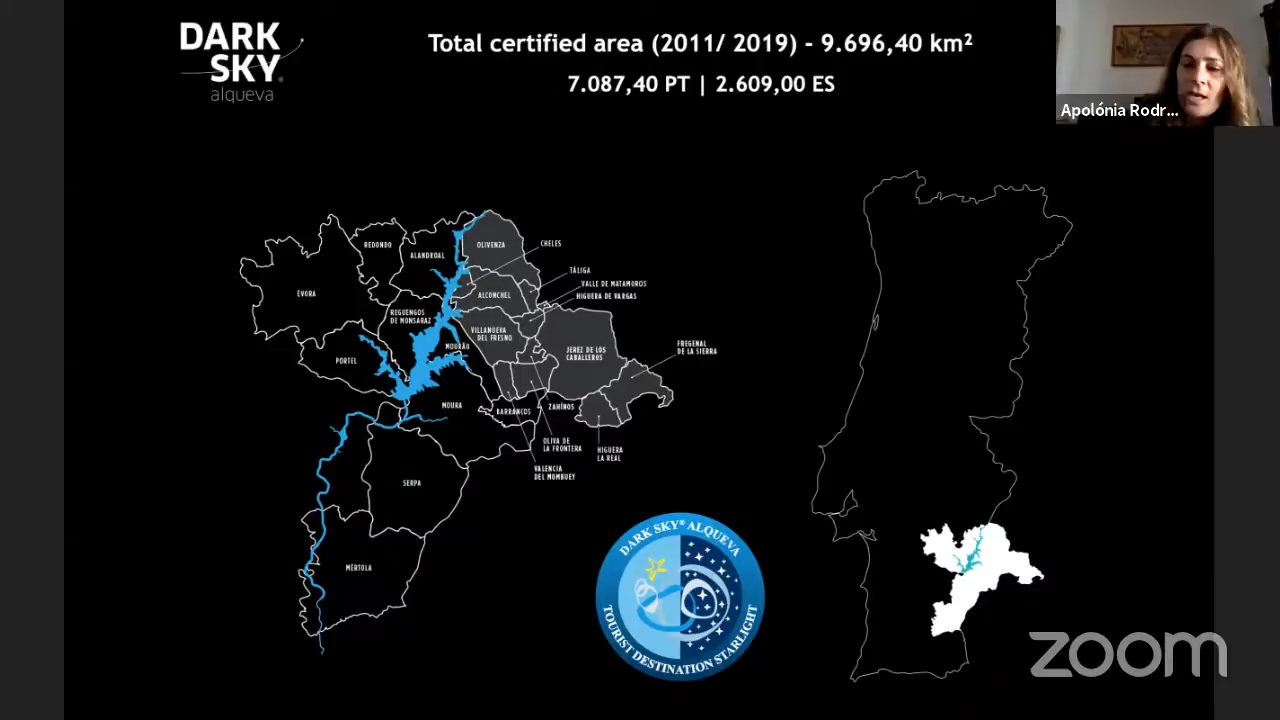 DARK
SKY®
alqueva
Total certified area (2011/ 2019) - 9.696,40 km²
7.087,40 PT | 2.609,00 ES
Apolónia Rodr...
REDONDO
ALANDROAL
OLIVENZA
CHELES
TÁLIGA
VALLE DE MATAMOROS
HIGUERA DE VARGAS
ÉVORA
ALCONCHEL
REGUENGOS
DE MONSARAZ
VILLANUEVA
DEL FRESNO
MOURÃO
JEREZ DE LOS
CABALLEROS
FREGENAL
DE LA SIERRA
PORTEL
MOURA
BARRANCOS
ZAHÍNOS
OLIVA DE
LA FRONTERA
HIGUERA
LA REAL
VALENCIA
DEL MOMBUEY
SERPA
MÉRTOLA
DARK SKY® ALQUEVA
TOURIST DESTINATION STARLIGHT
zoom